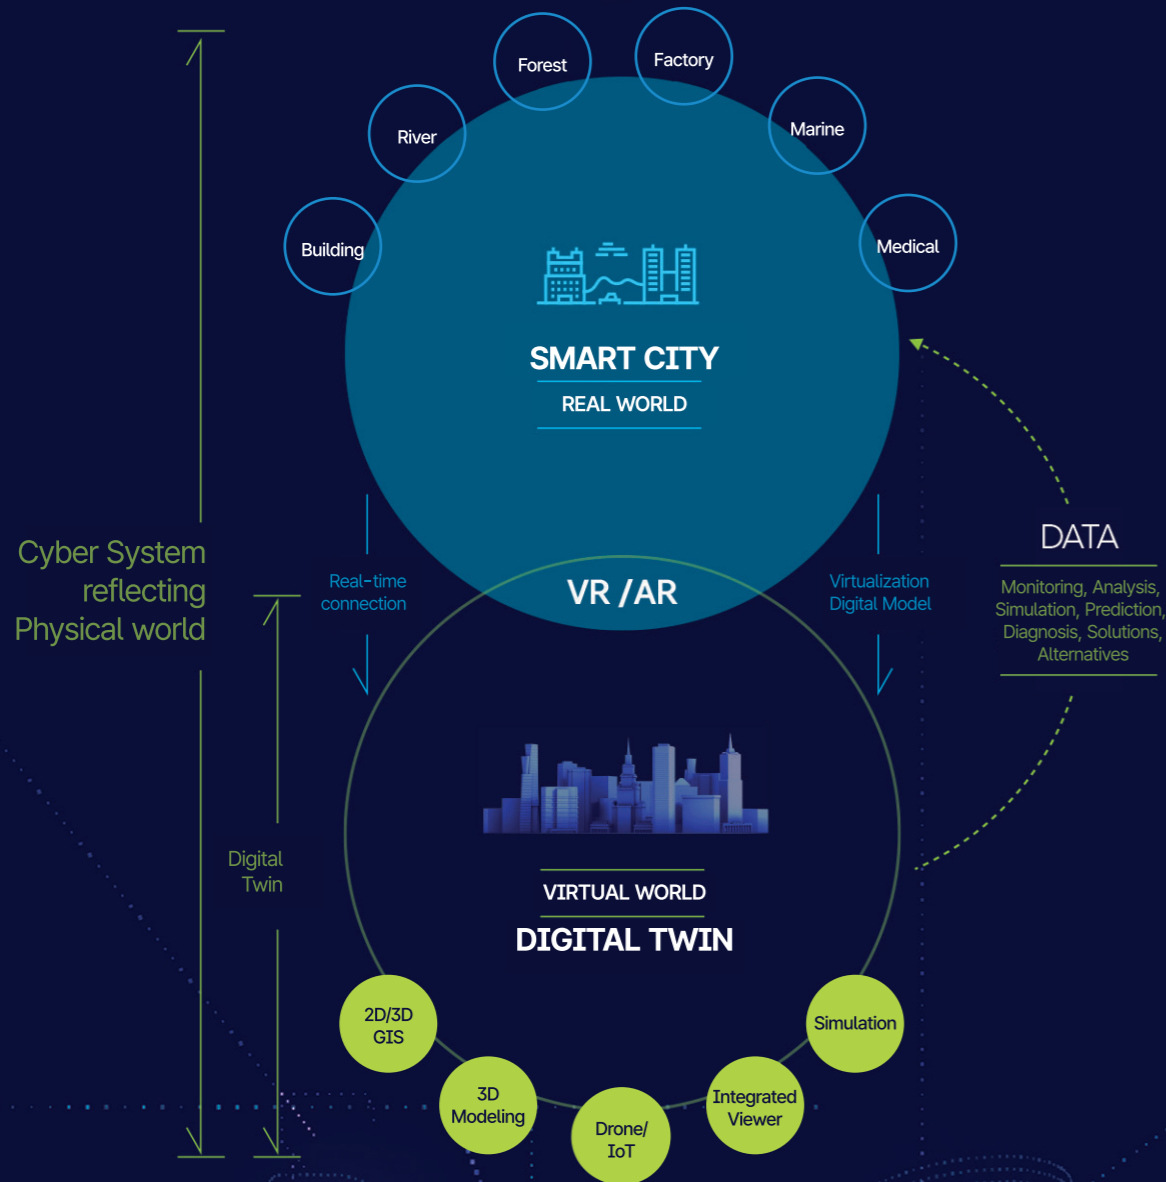 Forest
Factory
River
Marine
Building
Medical
SMART CITY
REAL WORLD
Cyber System
reflecting
Physical world
Real-time
connection
VR /AR
Virtualization
Digital Model
DATA
Monitoring, Analysis,
Simulation, Prediction,
Diagnosis, Solutions,
Alternatives
Digital
Twin
VIRTUAL WORLD
DIGITAL TWIN
2D/3D
GIS
3D
Modeling
Drone/
IoT
Integrated
Viewer
Simulation